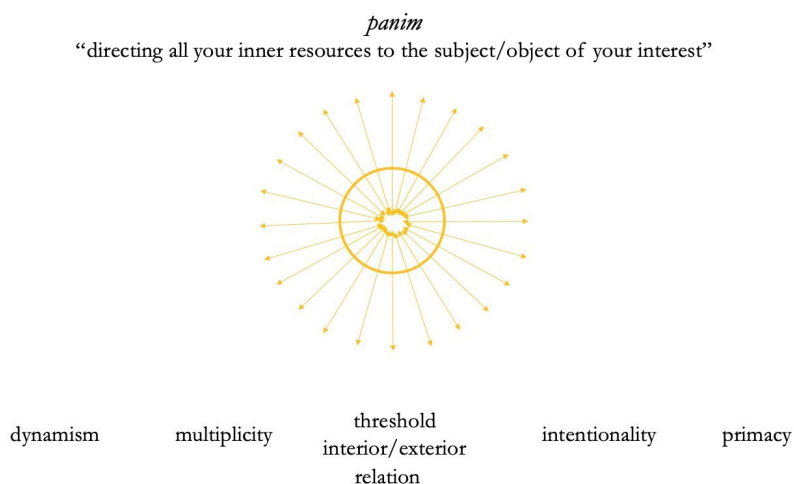 panim
“directing all your inner resources to the subject/object of your interest”
threshold
dynamism multiplicity interior/exterior intentionality primacy
relation